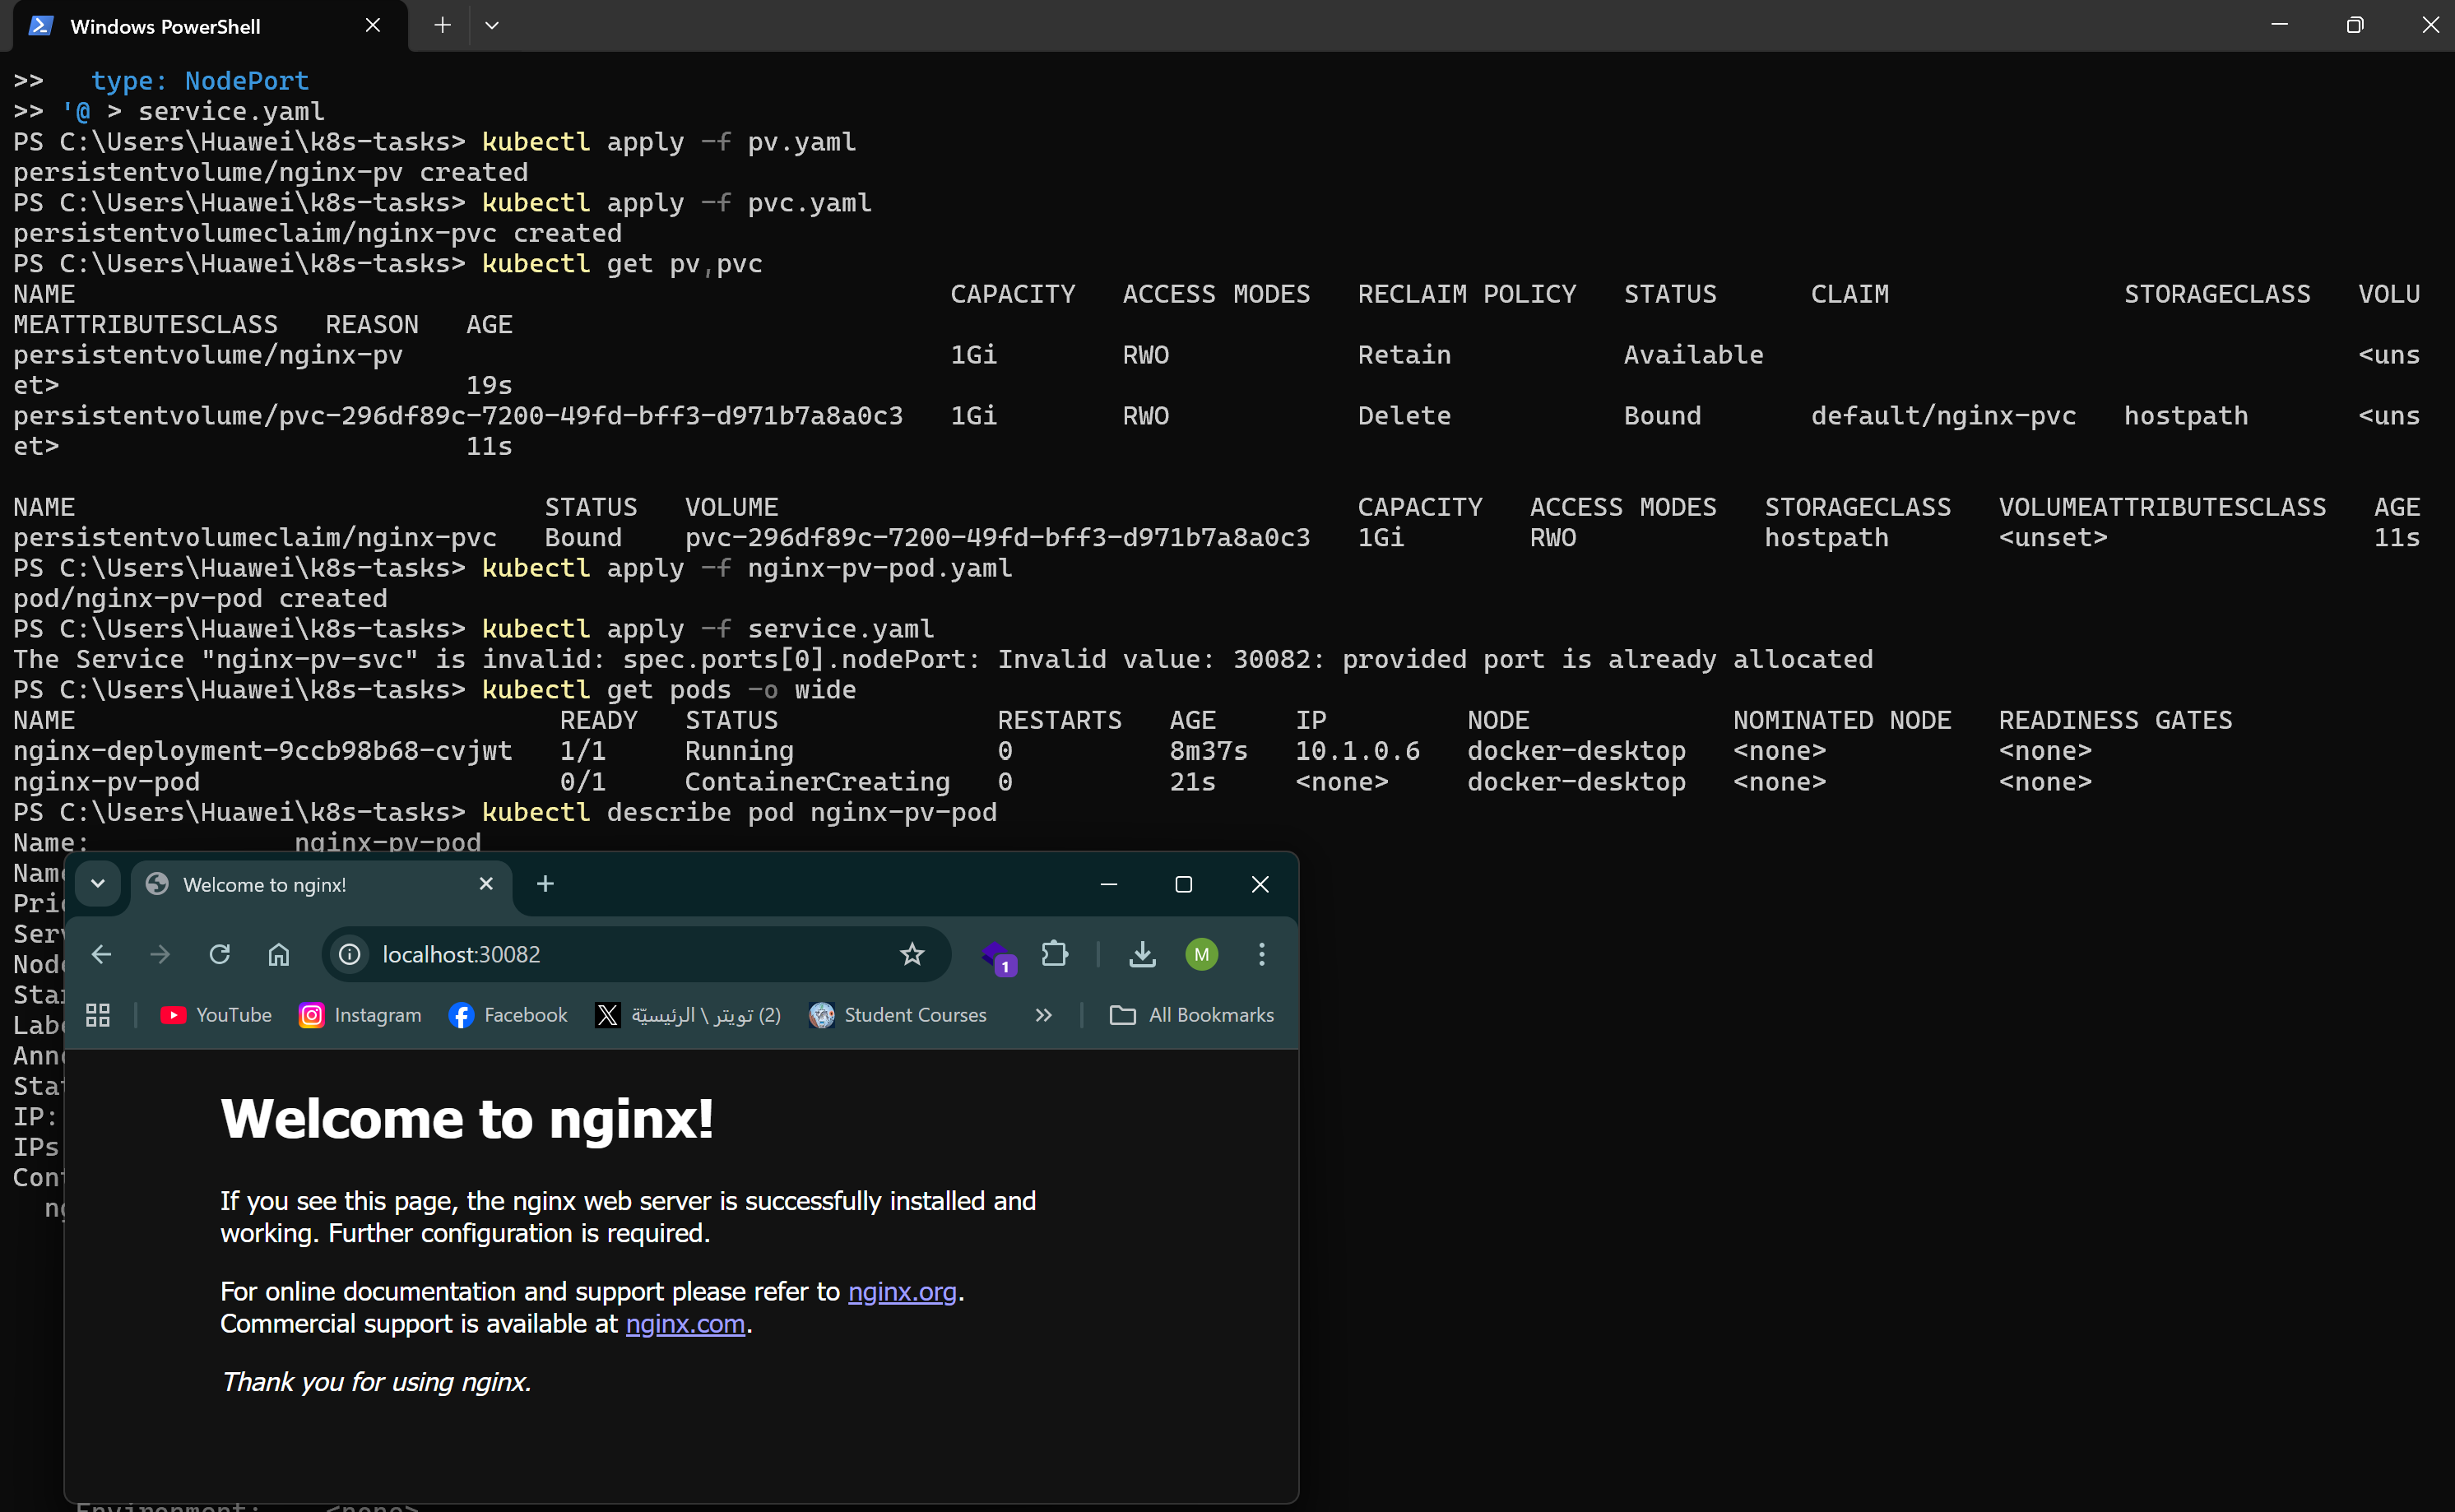 Windows PowerShell
>>   type: NodePort
>> '@ > service.yaml
PS C:\Users\Huawei\k8s-tasks> kubectl apply -f pv.yaml
persistentvolume/nginx-pv created
PS C:\Users\Huawei\k8s-tasks> kubectl apply -f pvc.yaml
persistentvolumeclaim/nginx-pvc created
PS C:\Users\Huawei\k8s-tasks> kubectl get pv,pvc
NAME CAPACITY ACCESS MODES RECLAIM POLICY STATUS CLAIM STORAGECLASS VOLU
MEATTRIBUTESCLASS REASON AGE
persistentvolume/nginx-pv 1Gi RWO Retain Available <uns
et> 19s
persistentvolume/pvc-296df89c-7200-49fd-bff3-d971b7a8a0c3 1Gi RWO Delete Bound default/nginx-pvc hostpath <uns
et> 11s
NAME STATUS VOLUME CAPACITY ACCESS MODES STORAGECLASS VOLUMEATTRIBUTESCLASS AGE
persistentvolumeclaim/nginx-pvc Bound pvc-296df89c-7200-49fd-bff3-d971b7a8a0c3 1Gi RWO hostpath <unset> 11s
PS C:\Users\Huawei\k8s-tasks> kubectl apply -f nginx-pv-pod.yaml
pod/nginx-pv-pod created
PS C:\Users\Huawei\k8s-tasks> kubectl apply -f service.yaml
The Service "nginx-pv-svc" is invalid: spec.ports[0].nodePort: Invalid value: 30082: provided port is already allocated
PS C:\Users\Huawei\k8s-tasks> kubectl get pods -o wide
NAME READY STATUS RESTARTS AGE IP NODE NOMINATED NODE READINESS GATES
nginx-deployment-9ccb98b68-cvjwt 1/1 Running 0 8m37s 10.1.0.6 docker-desktop <none> <none>
nginx-pv-pod 0/1 ContainerCreating 0 21s <none> docker-desktop <none> <none>
PS C:\Users\Huawei\k8s-tasks> kubectl describe pod nginx-pv-pod
Name: nginx-pv-pod
IP:
IPs
Welcome to nginx!
localhost:30082
1
M
YouTube
Instagram
Facebook
(2) تويتر \ الرئيسيّة
Student Courses
All Bookmarks
Welcome to nginx!
If you see this page, the nginx web server is successfully installed and
working. Further configuration is required.
For online documentation and support please refer to nginx.org.
Commercial support is available at nginx.com.
Thank you for using nginx.
Environment: <none>